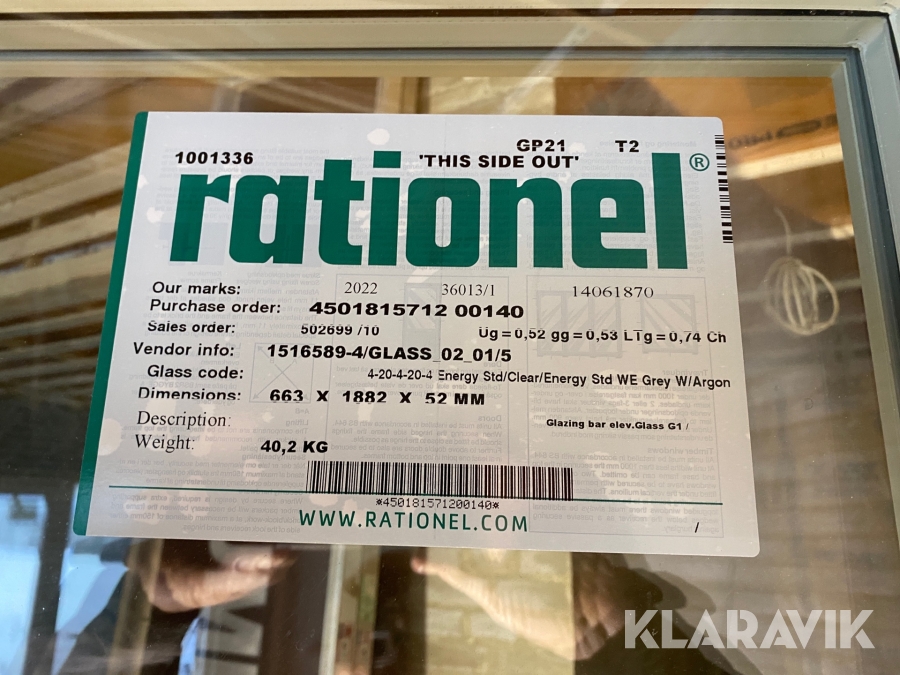 GP21 T2
1001336 'THIS SIDE OUT'
rationel®
Our marks: 2022 36013/1 14061870
Purchase order: 4501815712 00140
Sales order: 502699 /10 Ug=0,52 gg=0,53 LTg=0,74 Ch
Vendor info: 1516589-4/GLASS_02_01/5
Glass code: 4-20-4-20-4 Energy Std/Clear/Energy Std WE Grey W/Argon
Dimensions: 663 X 1882 X 52 MM
Description: Glazing bar elev.Glass G1 /
Weight: 40,2 KG
*450181571200140*
WWW.RATIONEL.COM
/
KLARAVIK